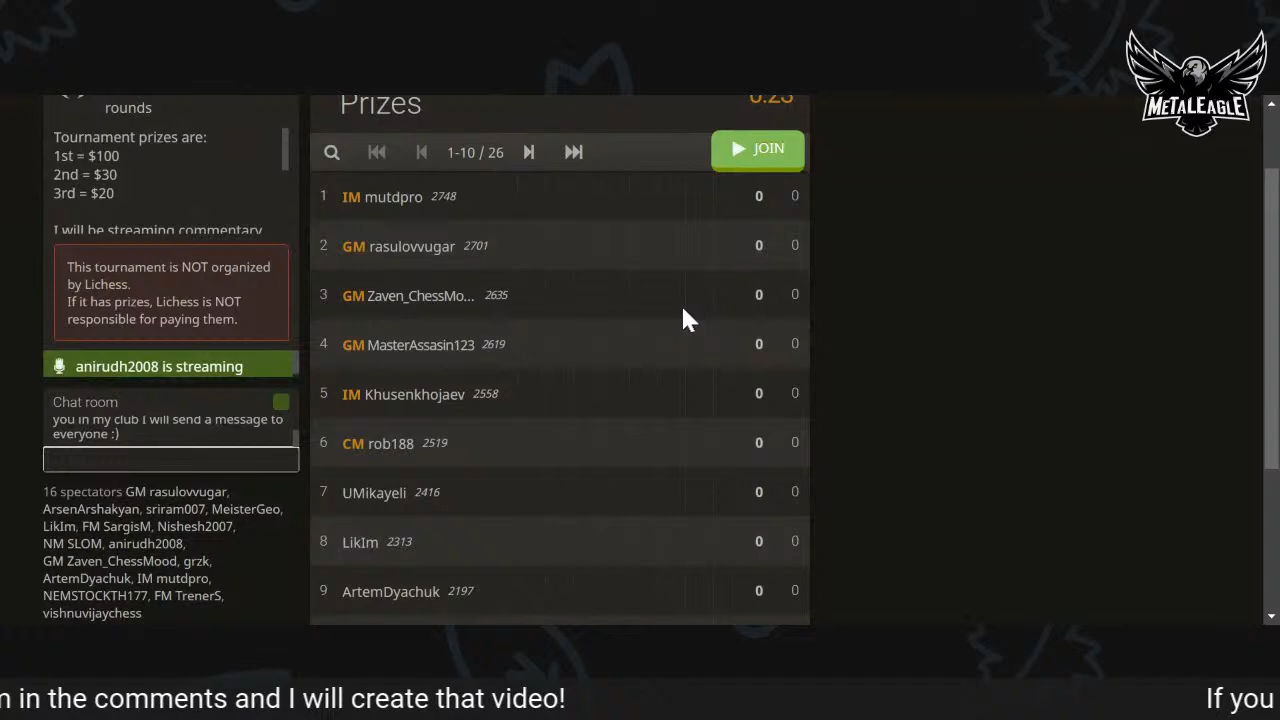 METALEAGLE
rounds
Prizes
0:23
Tournament prizes are:
1st = $100
2nd = $30
3rd = $20
I will be streaming commentary
This tournament is NOT organized
by Lichess.
If it has prizes, Lichess is NOT
responsible for paying them.
anirudh2008 is streaming
Chat room
you in my club I will send a message to
everyone :)
16 spectators GM rasulovvugar,
ArsenArshakyan, sriram007, MeisterGeo,
LikIm, FM SargisM, Nishesh2007,
NM SLOM, anirudh2008,
GM Zaven_ChessMood, grzk,
ArtemDyachuk, IM mutdpro,
NEMSTOCKTH177, FM TrenerS,
vishnuvijaychess
1-10 / 26
JOIN
1 IM mutdpro 2748 0 0
2 GM rasulovvugar 2701 0 0
3 GM Zaven_ChessMo... 2635 0 0
4 GM MasterAssasin123 2619 0 0
5 IM Khusenkhojaev 2558 0 0
6 CM rob188 2519 0 0
7 UMikayeli 2416 0 0
8 LikIm 2313 0 0
9 ArtemDyachuk 2197 0 0
m in the comments and I will create that video! If you